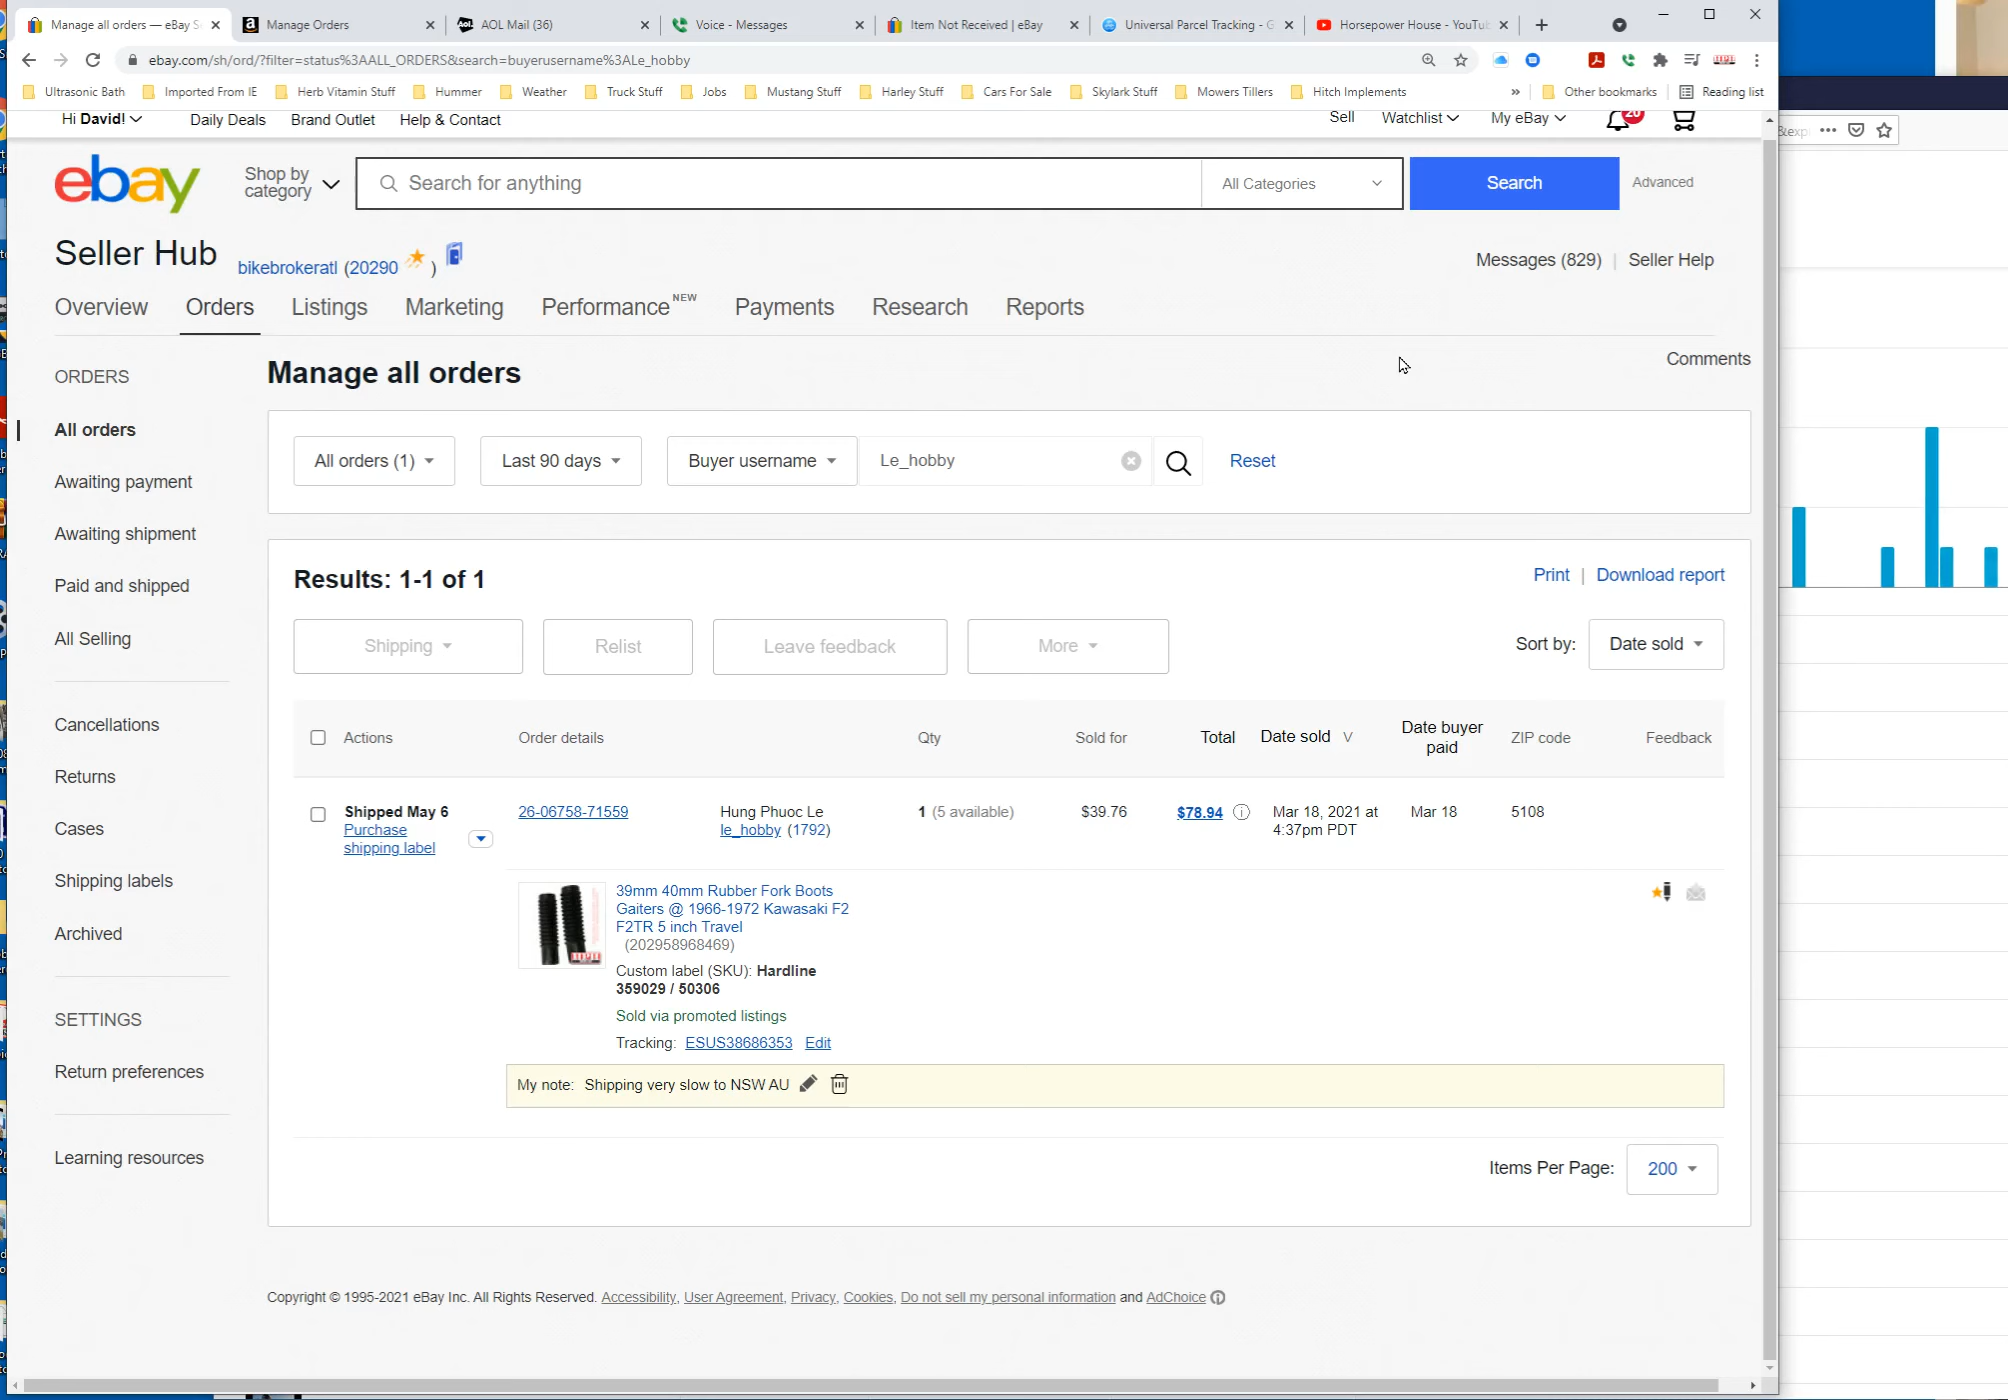 Manage all orders — eBay S
Manage Orders
AOL Mail (36)
Voice - Messages
Item Not Received | eBay
Universal Parcel Tracking - G
Horsepower House - YouTu
ebay.com/sh/ord/?filter=status%3AALL_ORDERS&search=buyerusername%3ALe_hobby
Ultrasonic Bath
Imported From IE
Herb Vitamin Stuff
Hummer
Weather
Truck Stuff
Jobs
Mustang Stuff
Harley Stuff
Cars For Sale
Skylark Stuff
Mowers Tillers
Hitch Implements
»
Other bookmarks
Reading list
Hi David!
Daily Deals
Brand Outlet
Help & Contact
Sell
Watchlist
My eBay
20
ebay
Shop by
category
Search for anything
All Categories
Search
Advanced
Seller Hub
bikebrokeratl (20290 )
Messages (829) | Seller Help
Overview
Orders
Listings
Marketing
Performance NEW
Payments
Research
Reports
ORDERS
All orders
Awaiting payment
Awaiting shipment
Paid and shipped
All Selling
Cancellations
Returns
Cases
Shipping labels
Archived
SETTINGS
Return preferences
Learning resources
Manage all orders
Comments
All orders (1)
Last 90 days
Buyer username
Le_hobby
Reset
Results: 1-1 of 1
Print | Download report
Shipping
Relist
Leave feedback
More
Sort by:
Date sold
Actions
Order details
Qty
Sold for
Total
Date sold
Date buyer
paid
ZIP code
Feedback
Shipped May 6
Purchase
shipping label
26-06758-71559
Hung Phuoc Le
le_hobby (1792)
1 (5 available)
$39.76
$78.94
Mar 18, 2021 at
4:37pm PDT
Mar 18
5108
39mm 40mm Rubber Fork Boots
Gaiters @ 1966-1972 Kawasaki F2
F2TR 5 inch Travel
(202958968469)
Custom label (SKU): Hardline
359029 / 50306
Sold via promoted listings
Tracking: ESUS38686353 Edit
My note: Shipping very slow to NSW AU
Items Per Page:
200
Copyright © 1995-2021 eBay Inc. All Rights Reserved. Accessibility, User Agreement, Privacy, Cookies, Do not sell my personal information and AdChoice